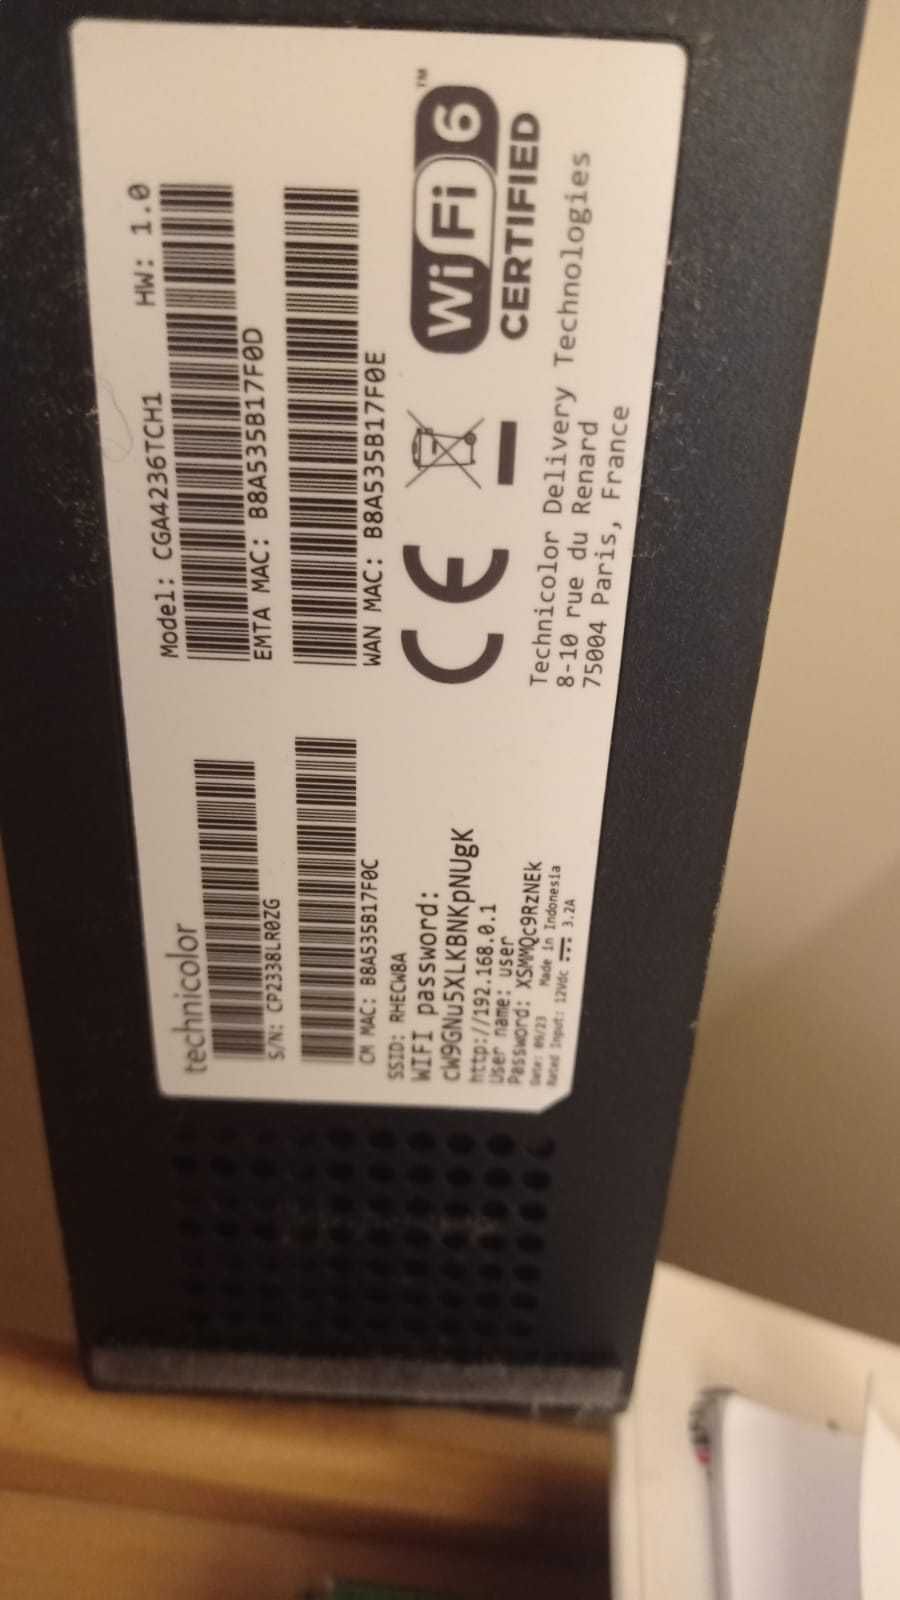 technicolor
S/N: CP2338LR0ZG
CM MAC: B8A535B17F0C
SSID: RHECW8A
WIFI password:
CW9GNu5XLKBNKpNUgK
http://192.168.0.1
User name: user
Password: XSMMQc9RzNEk
Date: 09/23 Made in Indonesia
Rated Input: 12Vdc 3.2A
Model: CGA4236TCH1 HW: 1.0
EMTA MAC: B8A535B17F0D
WAN MAC: B8A535B17F0E
CE
WiFi 6™
CERTIFIED
Technicolor Delivery Technologies
8-10 rue du Renard
75004 Paris, France